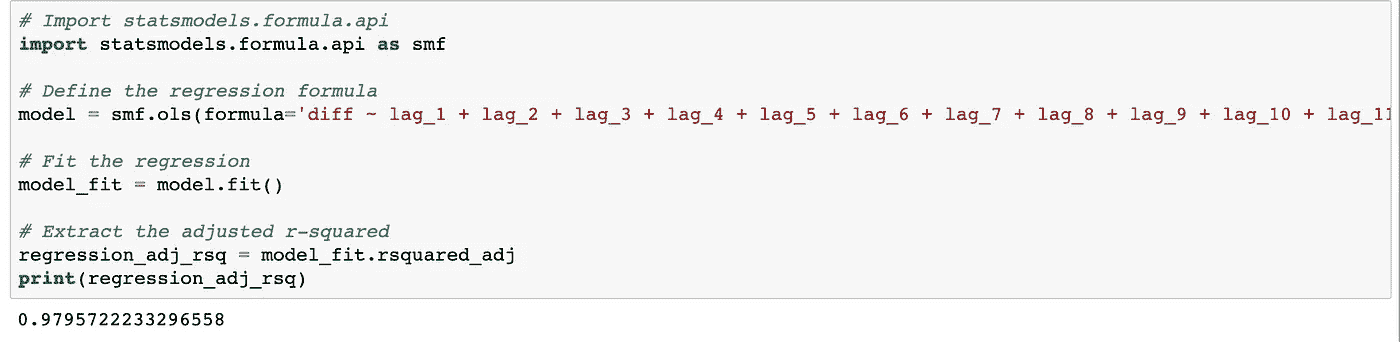 # Import statsmodels.formula.api
import statsmodels.formula.api as smf
# Define the regression formula
model = smf.ols(formula='diff ~ lag_1 + lag_2 + lag_3 + lag_4 + lag_5 + lag_6 + lag_7 + lag_8 + lag_9 + lag_10 + lag_11
# Fit the regression
model_fit = model.fit()
# Extract the adjusted r-squared
regression_adj_rsq = model_fit.rsquared_adj
print(regression_adj_rsq)
0.9795722233296558